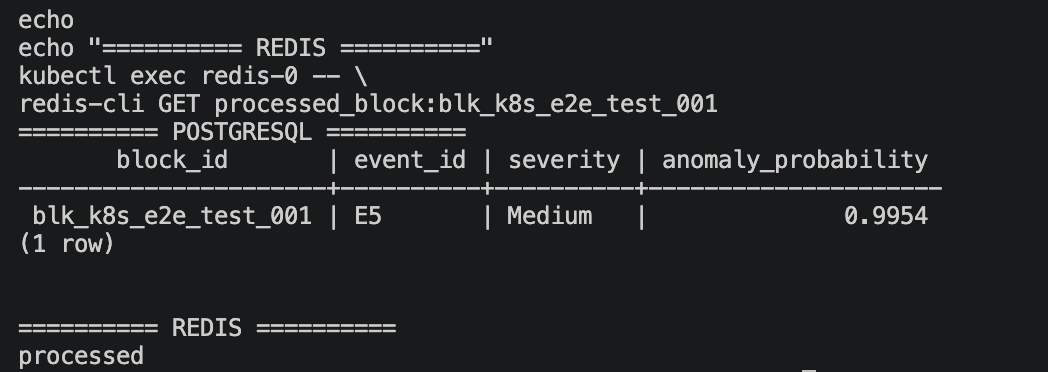 echo
echo "========== REDIS =========="
kubectl exec redis-0 -- \
redis-cli GET processed_block:blk_k8s_e2e_test_001
========== POSTGRESQL ==========
       block_id       | event_id | severity | anomaly_probability
----------------------+----------+----------+---------------------
 blk_k8s_e2e_test_001 | E5       | Medium   |              0.9954
(1 row)
========== REDIS ==========
processed